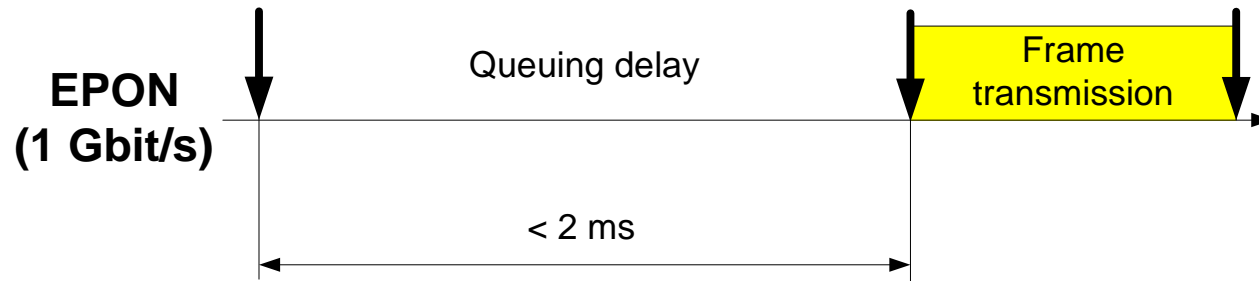 EPON
(1 Gbit/s)
Queuing delay
Frame
transmission
< 2 ms